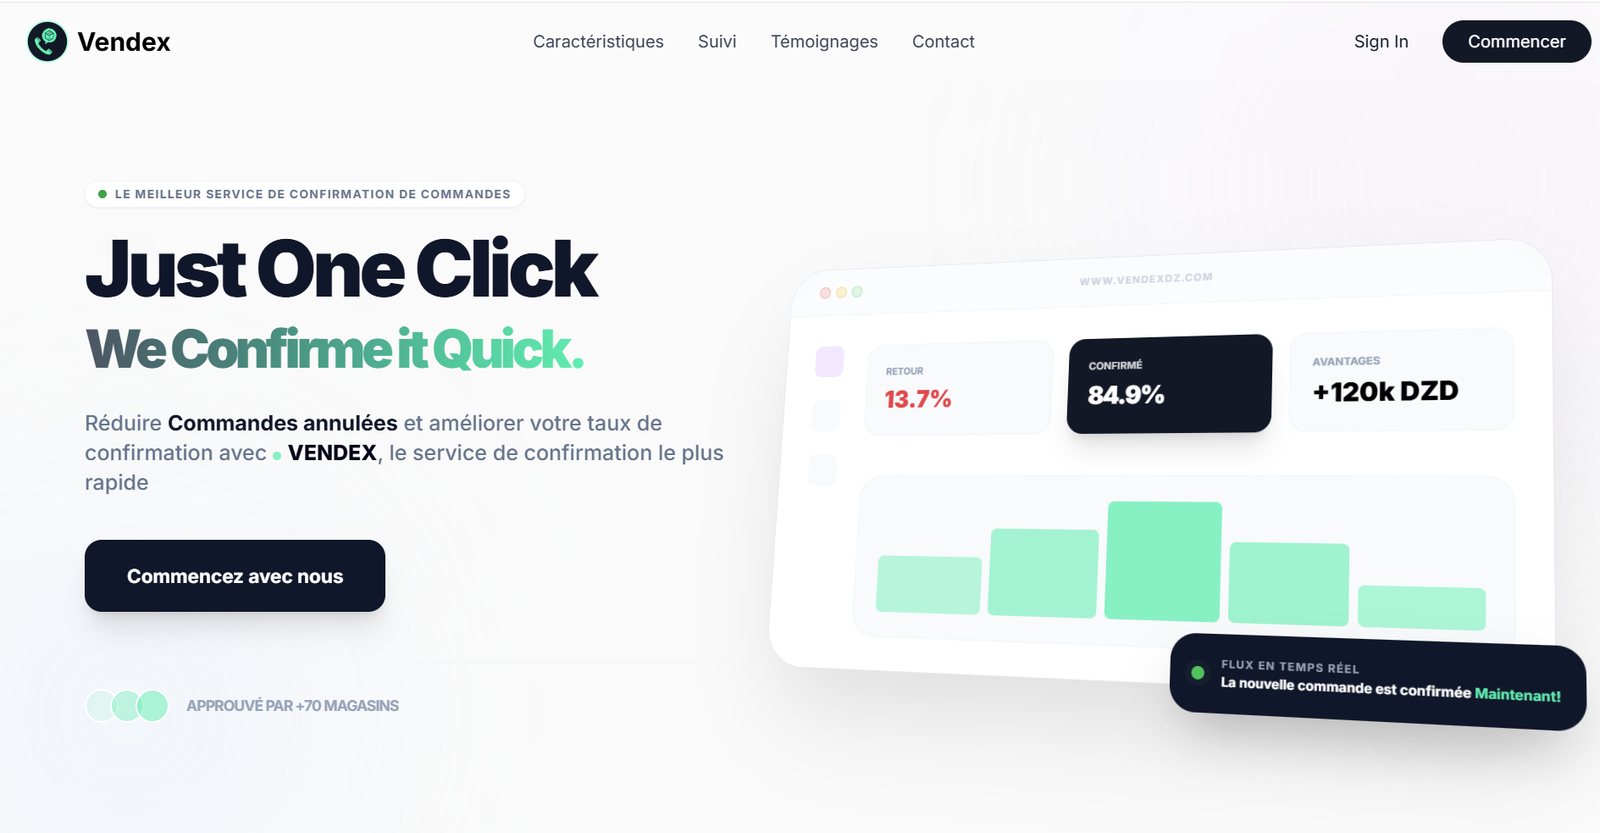 Vendex
Caractéristiques
Suivi
Témoignages
Contact
Sign In
Commencer
LE MEILLEUR SERVICE DE CONFIRMATION DE COMMANDES
Just One Click
We Confirme it Quick.
Réduire Commandes annulées et améliorer votre taux de
confirmation avec VENDEX, le service de confirmation le plus
rapide
Commencez avec nous
APPROUVÉ PAR +70 MAGASINS
WWW.VENDEXDZ.COM
RETOUR
13.7%
CONFIRMÉ
84.9%
AVANTAGES
+120k DZD
FLUX EN TEMPS RÉEL
La nouvelle commande est confirmée Maintenant!